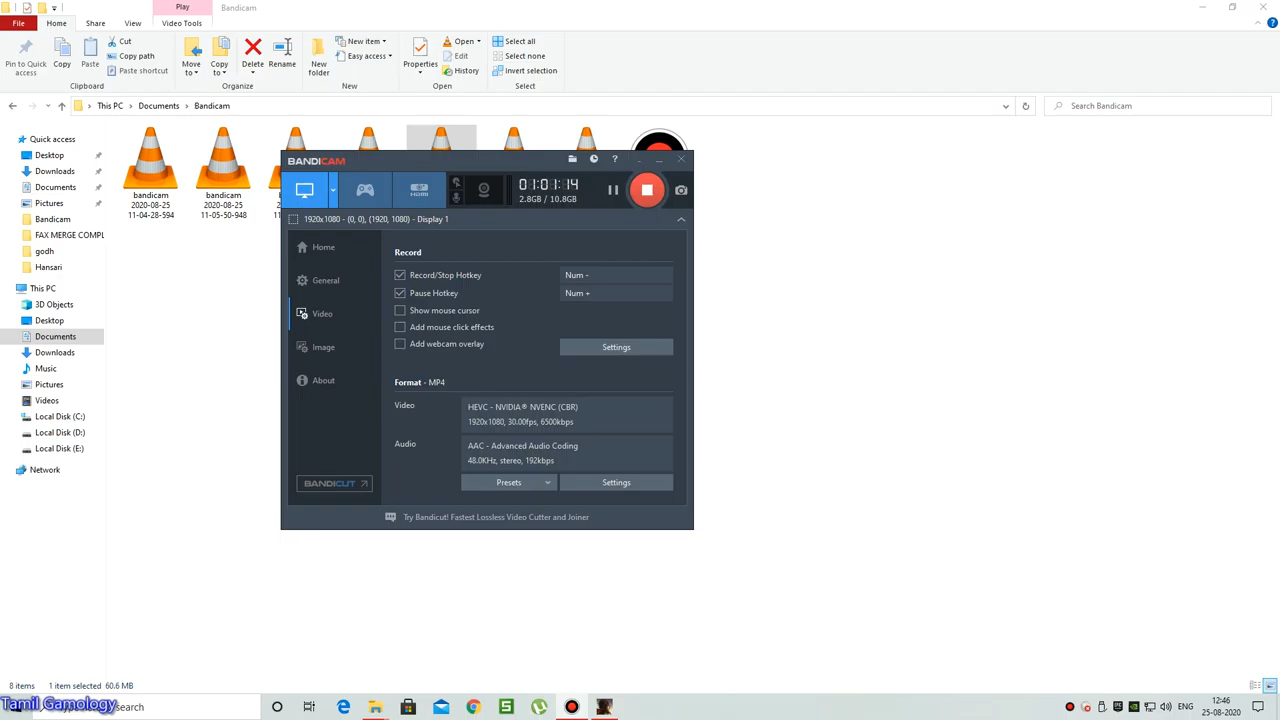 Play
Bandicam
File
Home
Share
View
Video Tools
Pin to Quick access
Copy
Paste
Cut
Copy path
Paste shortcut
Move to
Copy to
Delete
Rename
New folder
New item
Easy access
Properties
Open
Edit
History
Select all
Select none
Invert selection
Clipboard
Organize
New
Open
Select
This PC
Documents
Bandicam
Search Bandicam
Quick access
Desktop
Downloads
Documents
Pictures
Bandicam
FAX MERGE COMPL
godh
Hansari
This PC
3D Objects
Desktop
Documents
Downloads
Music
Pictures
Videos
Local Disk (C:)
Local Disk (D:)
Local Disk (E:)
Network
bandicam
2020-08-25
11-04-28-594
bandicam
2020-08-25
11-05-50-948
BANDICAM
?
Hdmi
01:01:14
2.8GB / 10.8GB
1920x1080 - (0, 0), (1920, 1080) - Display 1
Home
General
Video
Image
About
BANDICUT
Record
Record/Stop Hotkey
Num -
Pause Hotkey
Num +
Show mouse cursor
Add mouse click effects
Add webcam overlay
Settings
Format - MP4
Video
HEVC - NVIDIA® NVENC (CBR)
1920x1080, 30.00fps, 6500kbps
Audio
AAC - Advanced Audio Coding
48.0KHz, stereo, 192kbps
Presets
Settings
Try Bandicut! Fastest Lossless Video Cutter and Joiner
8 items
1 item selected 60.6 MB
Tamil Gamology
search
ENG
12:46
25-08-2020